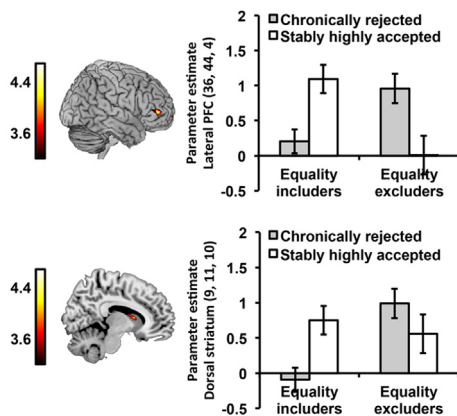 4.4
3.6
Parameter estimate
Lateral PFC (36, 44, 4)
2
1.5
1
0.5
0
-0.5
Chronically rejected
Stably highly accepted
Equality
includers
Equality
excluders
4.4
3.6
Parameter estimate
Dorsal striatum (9, 11, 10)
2
1.5
1
0.5
0
-0.5
Chronically rejected
Stably highly accepted
Equality
includers
Equality
excluders